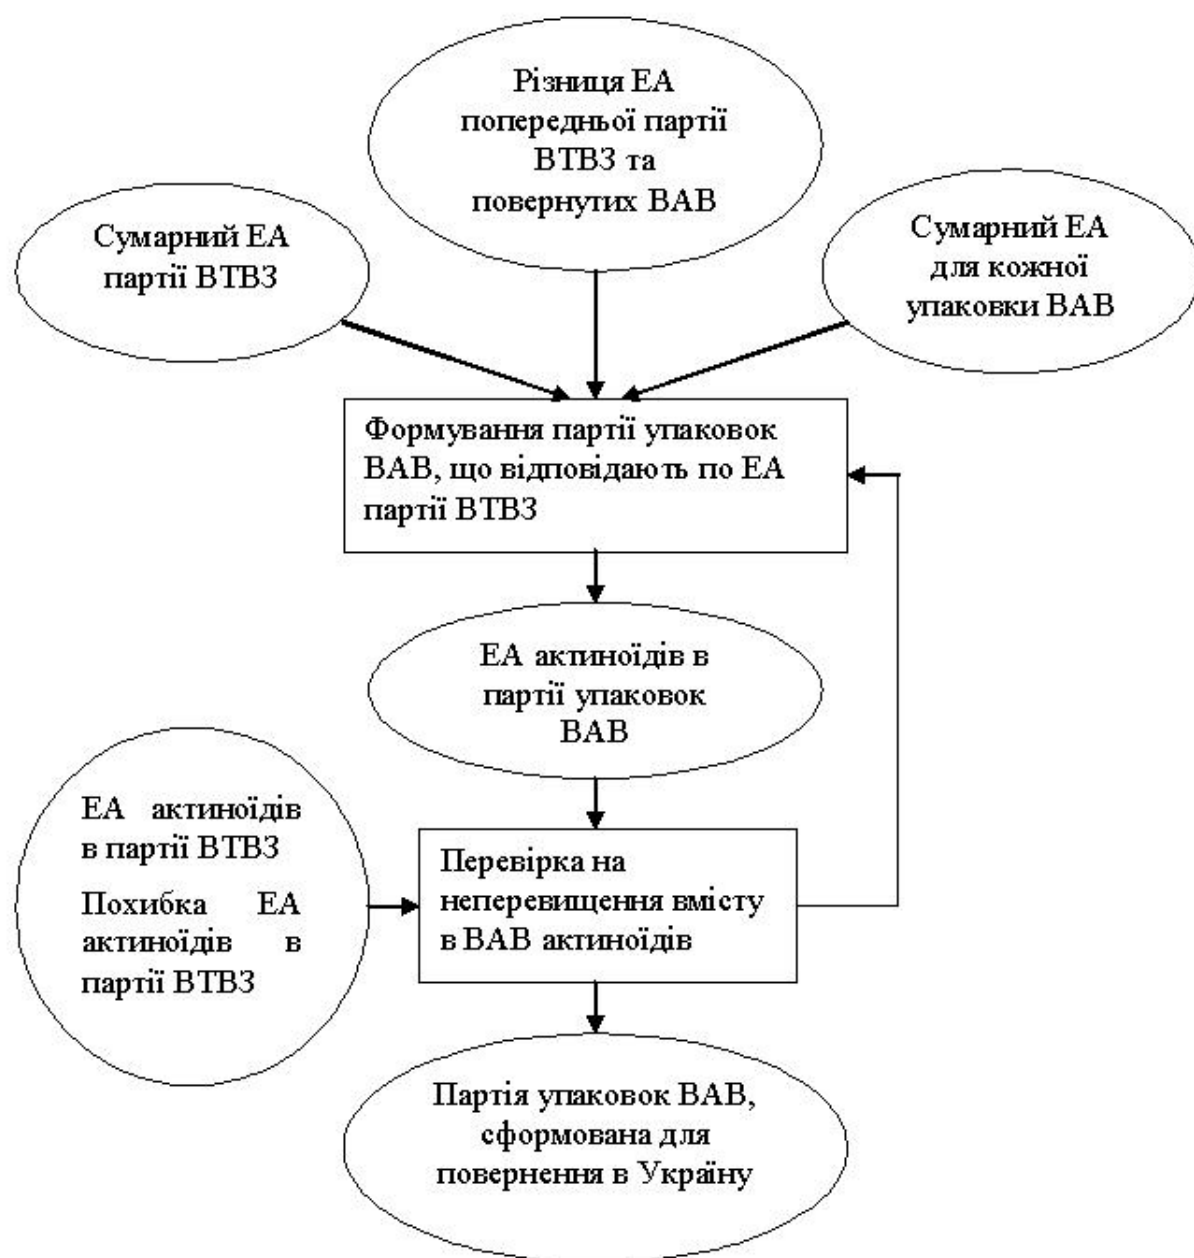 Різниця ЕА
попередньої партії
ВТВЗ та
повернутих ВАВ
Сумарний ЕА
партії ВТВЗ
Сумарний ЕА
для кожної
упаковки ВАВ
Формування партії упаковок
ВАВ, що відповідають по ЕА
партії ВТВЗ
ЕА актиноїдів в
партії упаковок
ВАВ
ЕА актиноїдів
в партії ВТВЗ
Похибка ЕА
актиноїдів в
партії ВТВЗ
Перевірка на
неперевищення вмісту
в ВАВ актиноїдів
Партія упаковок ВАВ,
сформована для
повернення в Україну